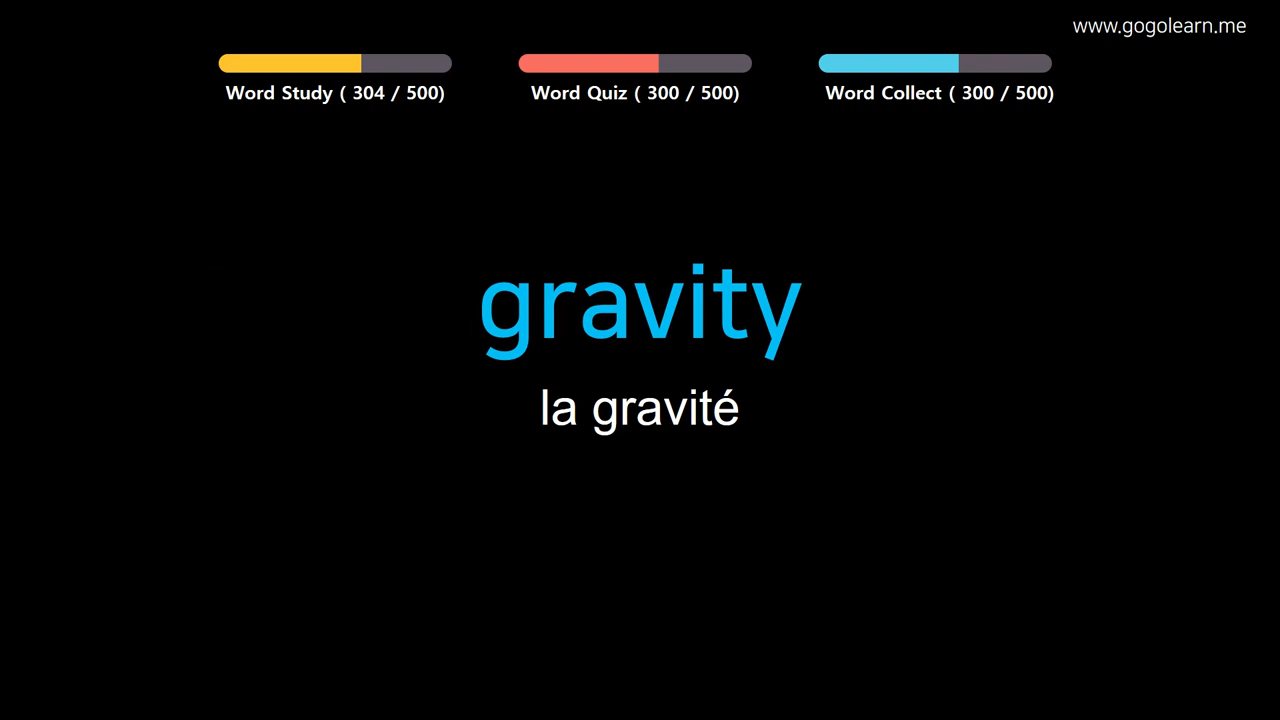 www.gogolearn.me
Word Study ( 304 / 500)
Word Quiz ( 300 / 500)
Word Collect ( 300 / 500)
gravity
la gravité